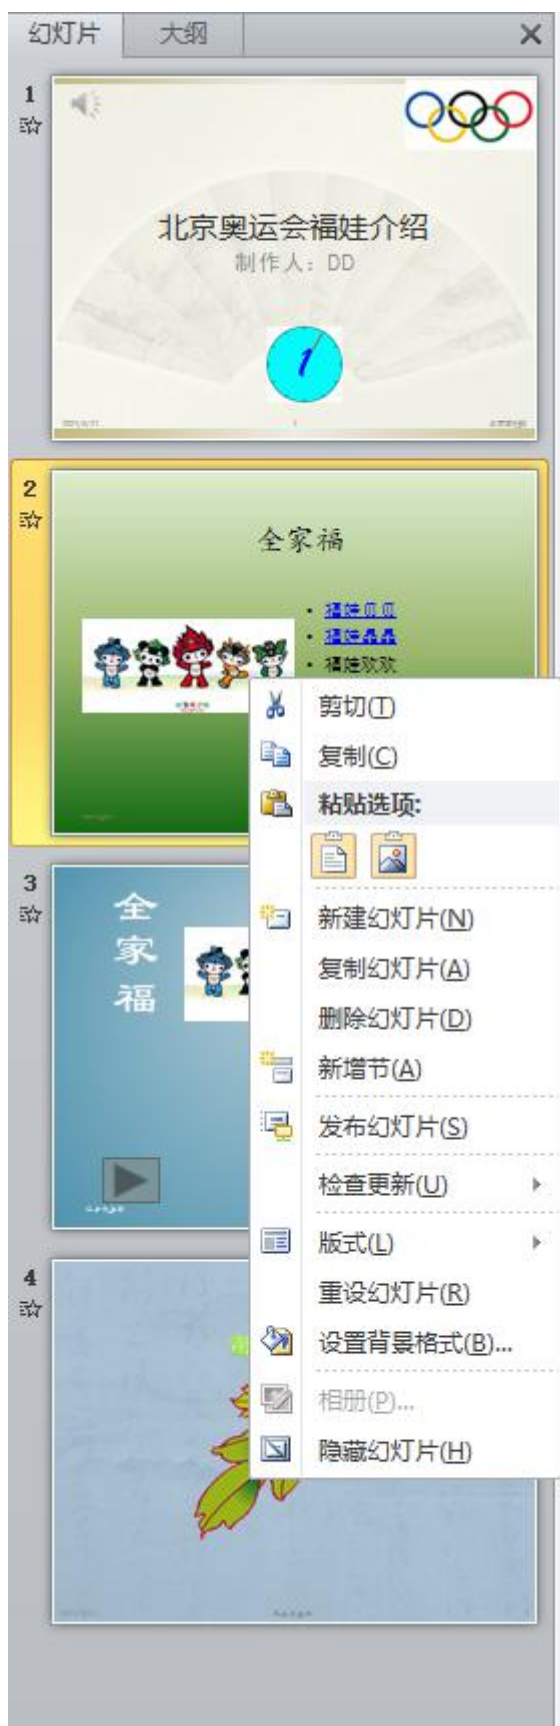 幻灯片 大纲
1
北京奥运会福娃介绍
制作人：DD
1
2
全家福
• 福娃贝贝
• 福娃晶晶
• 福娃欢欢
剪切(T)
复制(C)
粘贴选项:
新建幻灯片(N)
复制幻灯片(A)
删除幻灯片(D)
新增节(A)
发布幻灯片(S)
检查更新(U)
版式(L)
重设幻灯片(R)
设置背景格式(B)...
相册(P)...
隐藏幻灯片(H)
3
全
家
福
4